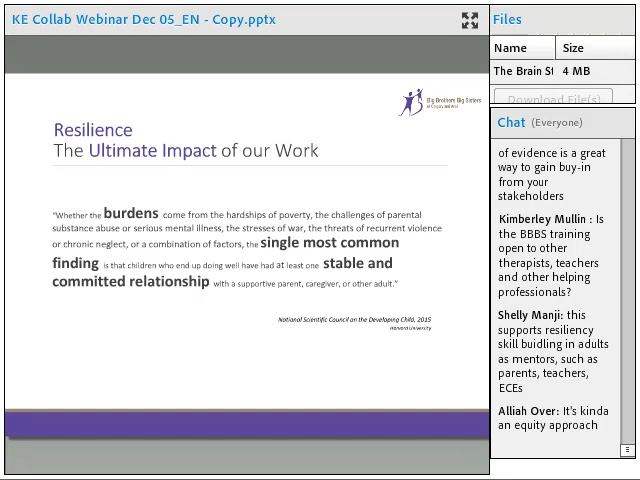 KE Collab Webinar Dec 05_EN - Copy.pptx
Big Brothers Big Sisters
of Calgary and Area
Resilience
The Ultimate Impact of our Work
"Whether the burdens come from the hardships of poverty, the challenges of parental
substance abuse or serious mental illness, the stresses of war, the threats of recurrent violence
or chronic neglect, or a combination of factors, the single most common
finding is that children who end up doing well have had at least one stable and
committed relationship with a supportive parent, caregiver, or other adult."
National Scientific Council on the Developing Child, 2015
Harvard University
Files
Name Size
The Brain St 4 MB
Download File(s)
Chat (Everyone)
of evidence is a great
way to gain buy-in
from your
stakeholders
Kimberley Mullin : Is
the BBBS training
open to other
therapists, teachers
and other helping
professionals?
Shelly Manji: this
supports resiliency
skill buidling in adults
as mentors, such as
parents, teachers,
ECEs
Alliah Over: It's kinda
an equity approach